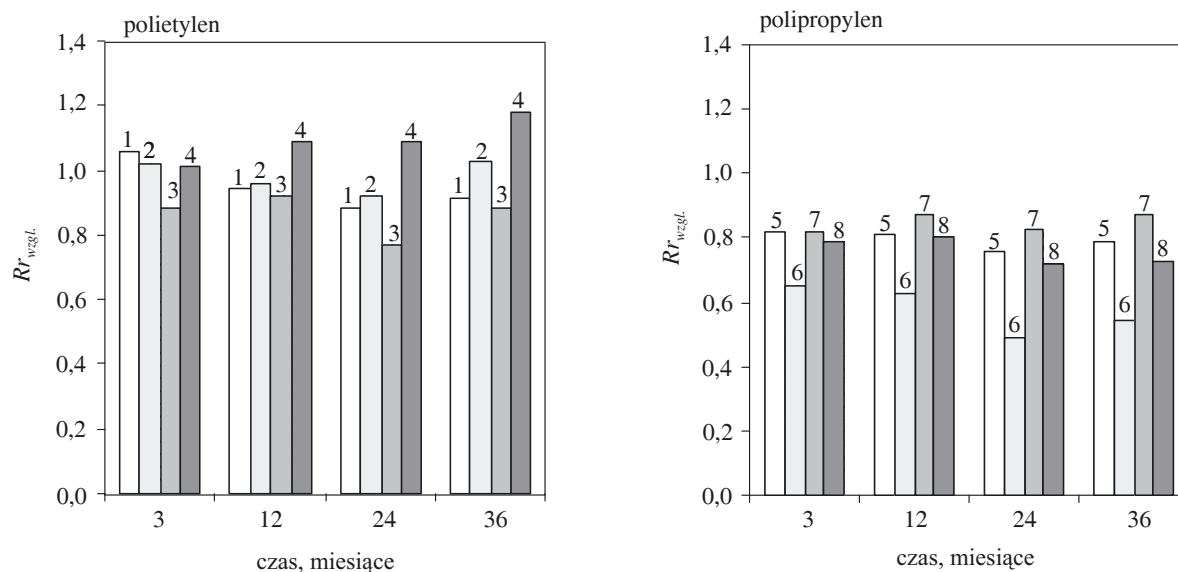 polietylen
1,4
1,2
1,0
0,8
0,6
0,4
0,2
0,0
Rr wzgl.
1 2 3 4
1 2 3 4
1 2 3 4
1 2 3 4
3 12 24 36
czas, miesiące
polipropylen
1,4
1,2
1,0
0,8
0,6
0,4
0,2
0,0
Rr wzgl.
5 6 7 8
5 6 7 8
5 6 7 8
5 6 7 8
3 12 24 36
czas, miesiące